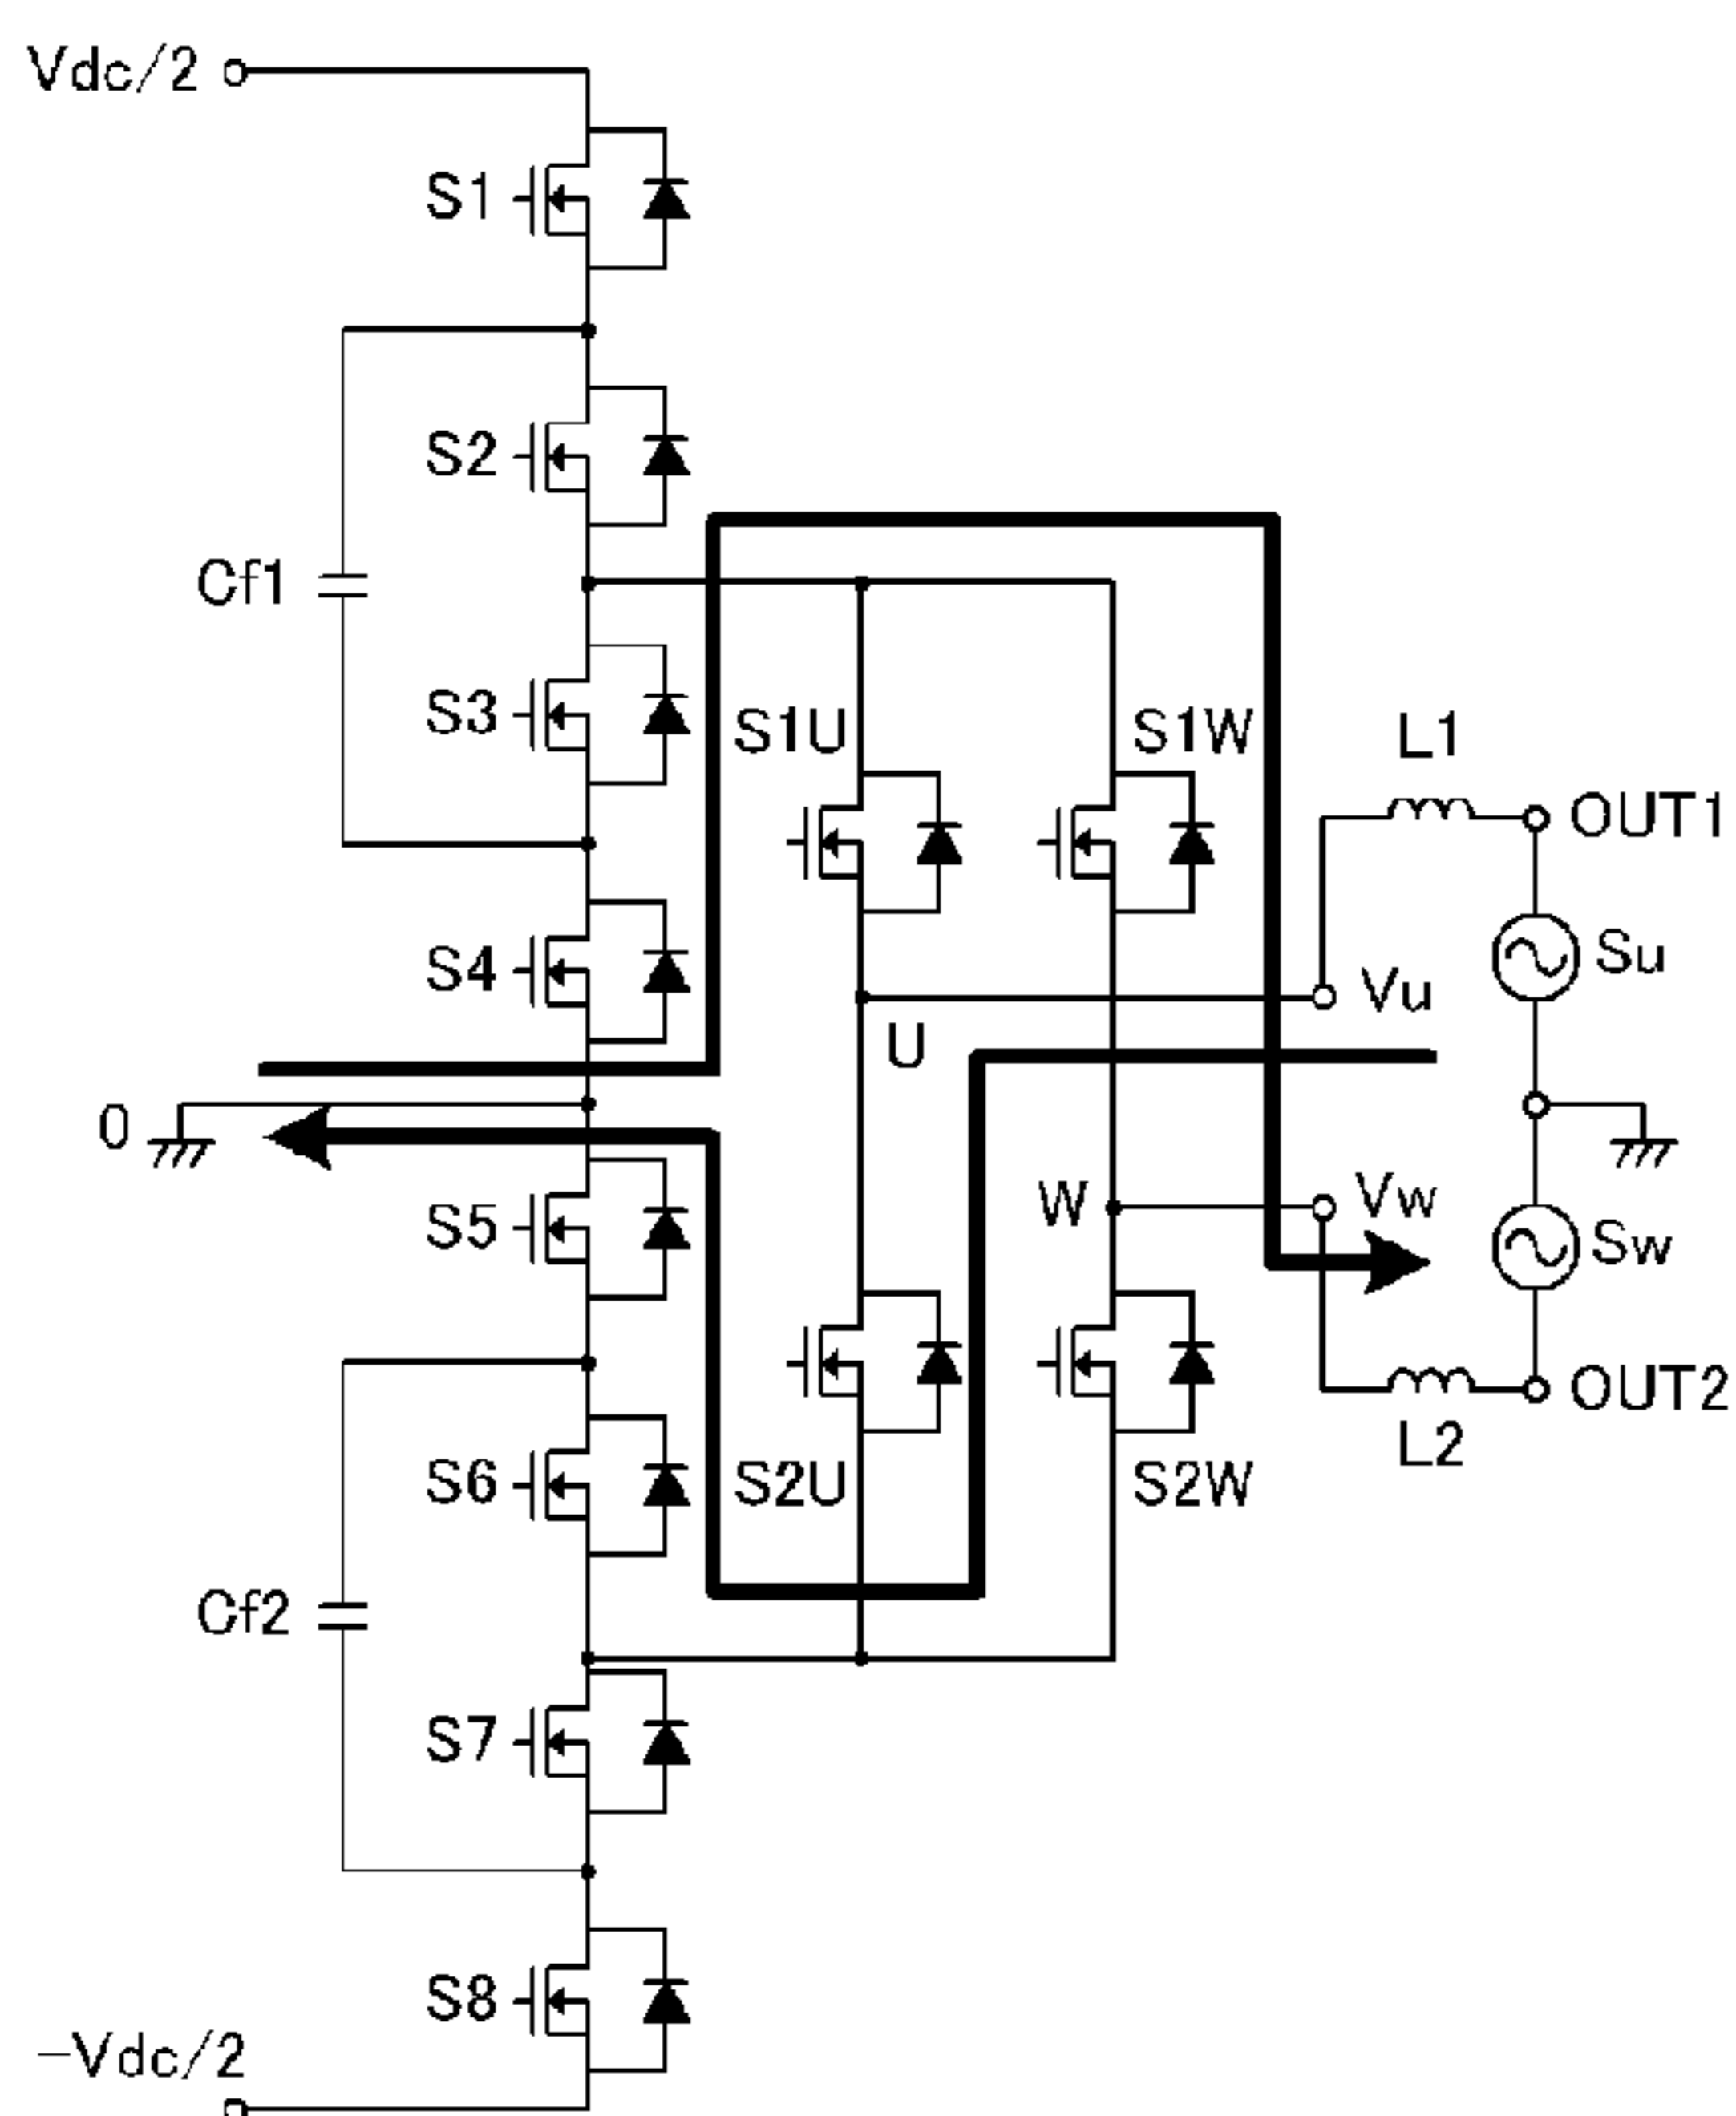 Vdc/2
S1
S2
Cf1
S3
S1U
S1W
L1
OUT1
S4
Su
Vu
U
0
Vw
W
S5
Sw
OUT2
L2
S6
S2U
S2W
Cf2
S7
S8
-Vdc/2